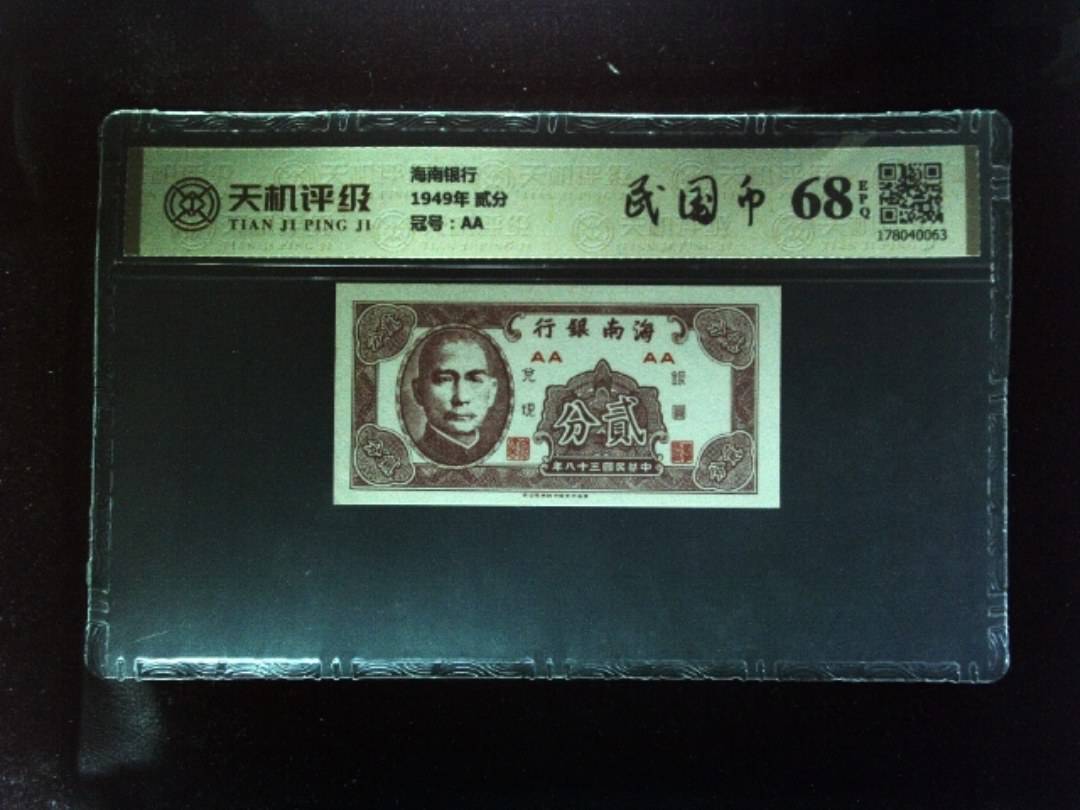 天机评级
TIAN JI PING JI
海南银行
1949年 贰分
冠号：AA
民国币
68
EPQ
178040063
行銀南海
AA AA
兌現
銀圓
分貳
年八十三國民華中